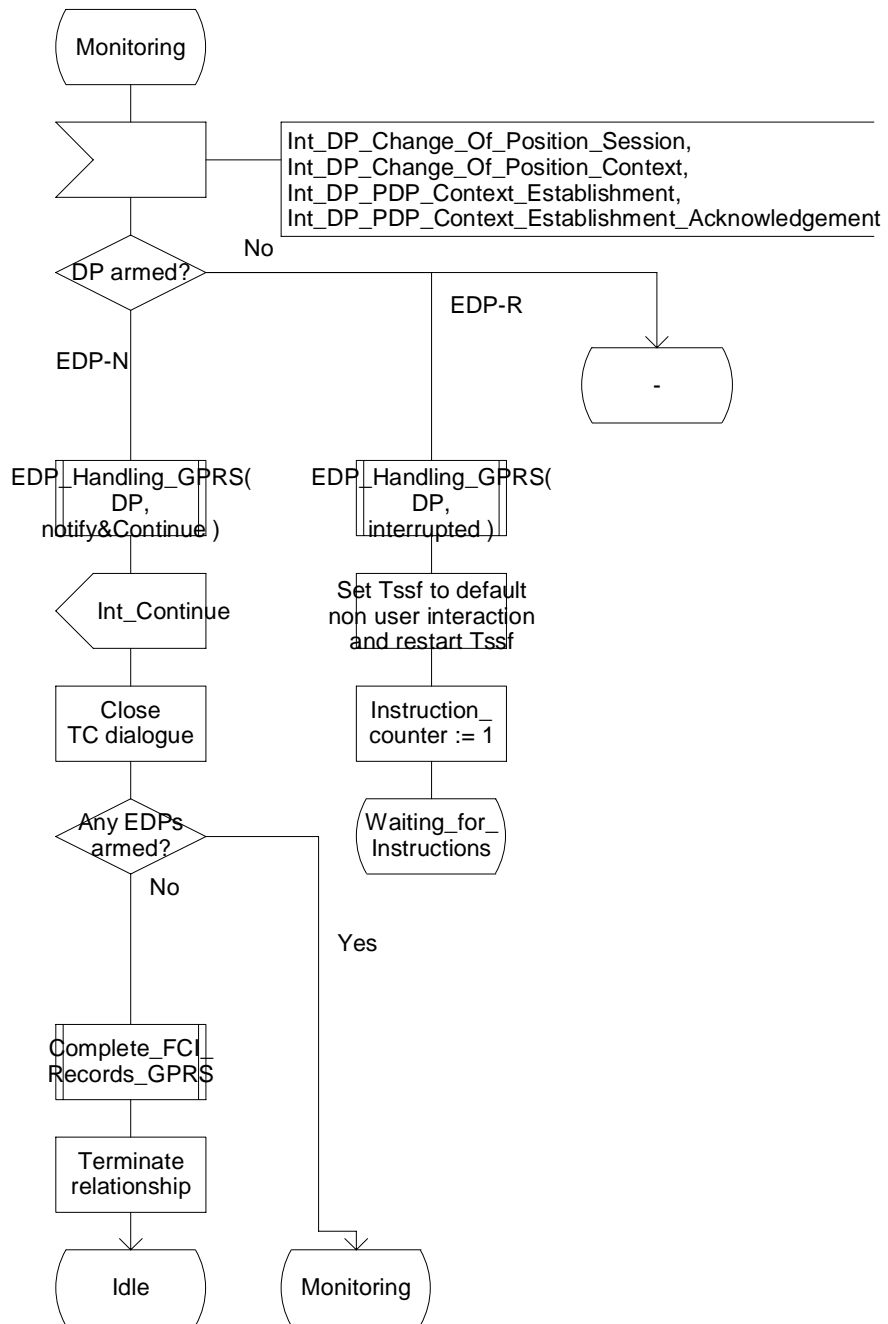 Monitoring
Int_DP_Change_Of_Position_Session,
Int_DP_Change_Of_Position_Context,
Int_DP_PDP_Context_Establishment,
Int_DP_PDP_Context_Establishment_Acknowledgement
No
DP armed?
EDP-R
EDP-N
-
EDP_Handling_GPRS(
DP,
notify&Continue )
EDP_Handling_GPRS(
DP,
interrupted )
Int_Continue
Set Tssf to default
non user interaction
and restart Tssf
Close
TC dialogue
Instruction_
counter := 1
Any EDPs
armed?
Waiting_for_
Instructions
No
Yes
Complete_FCI_
Records_GPRS
Terminate
relationship
Idle
Monitoring